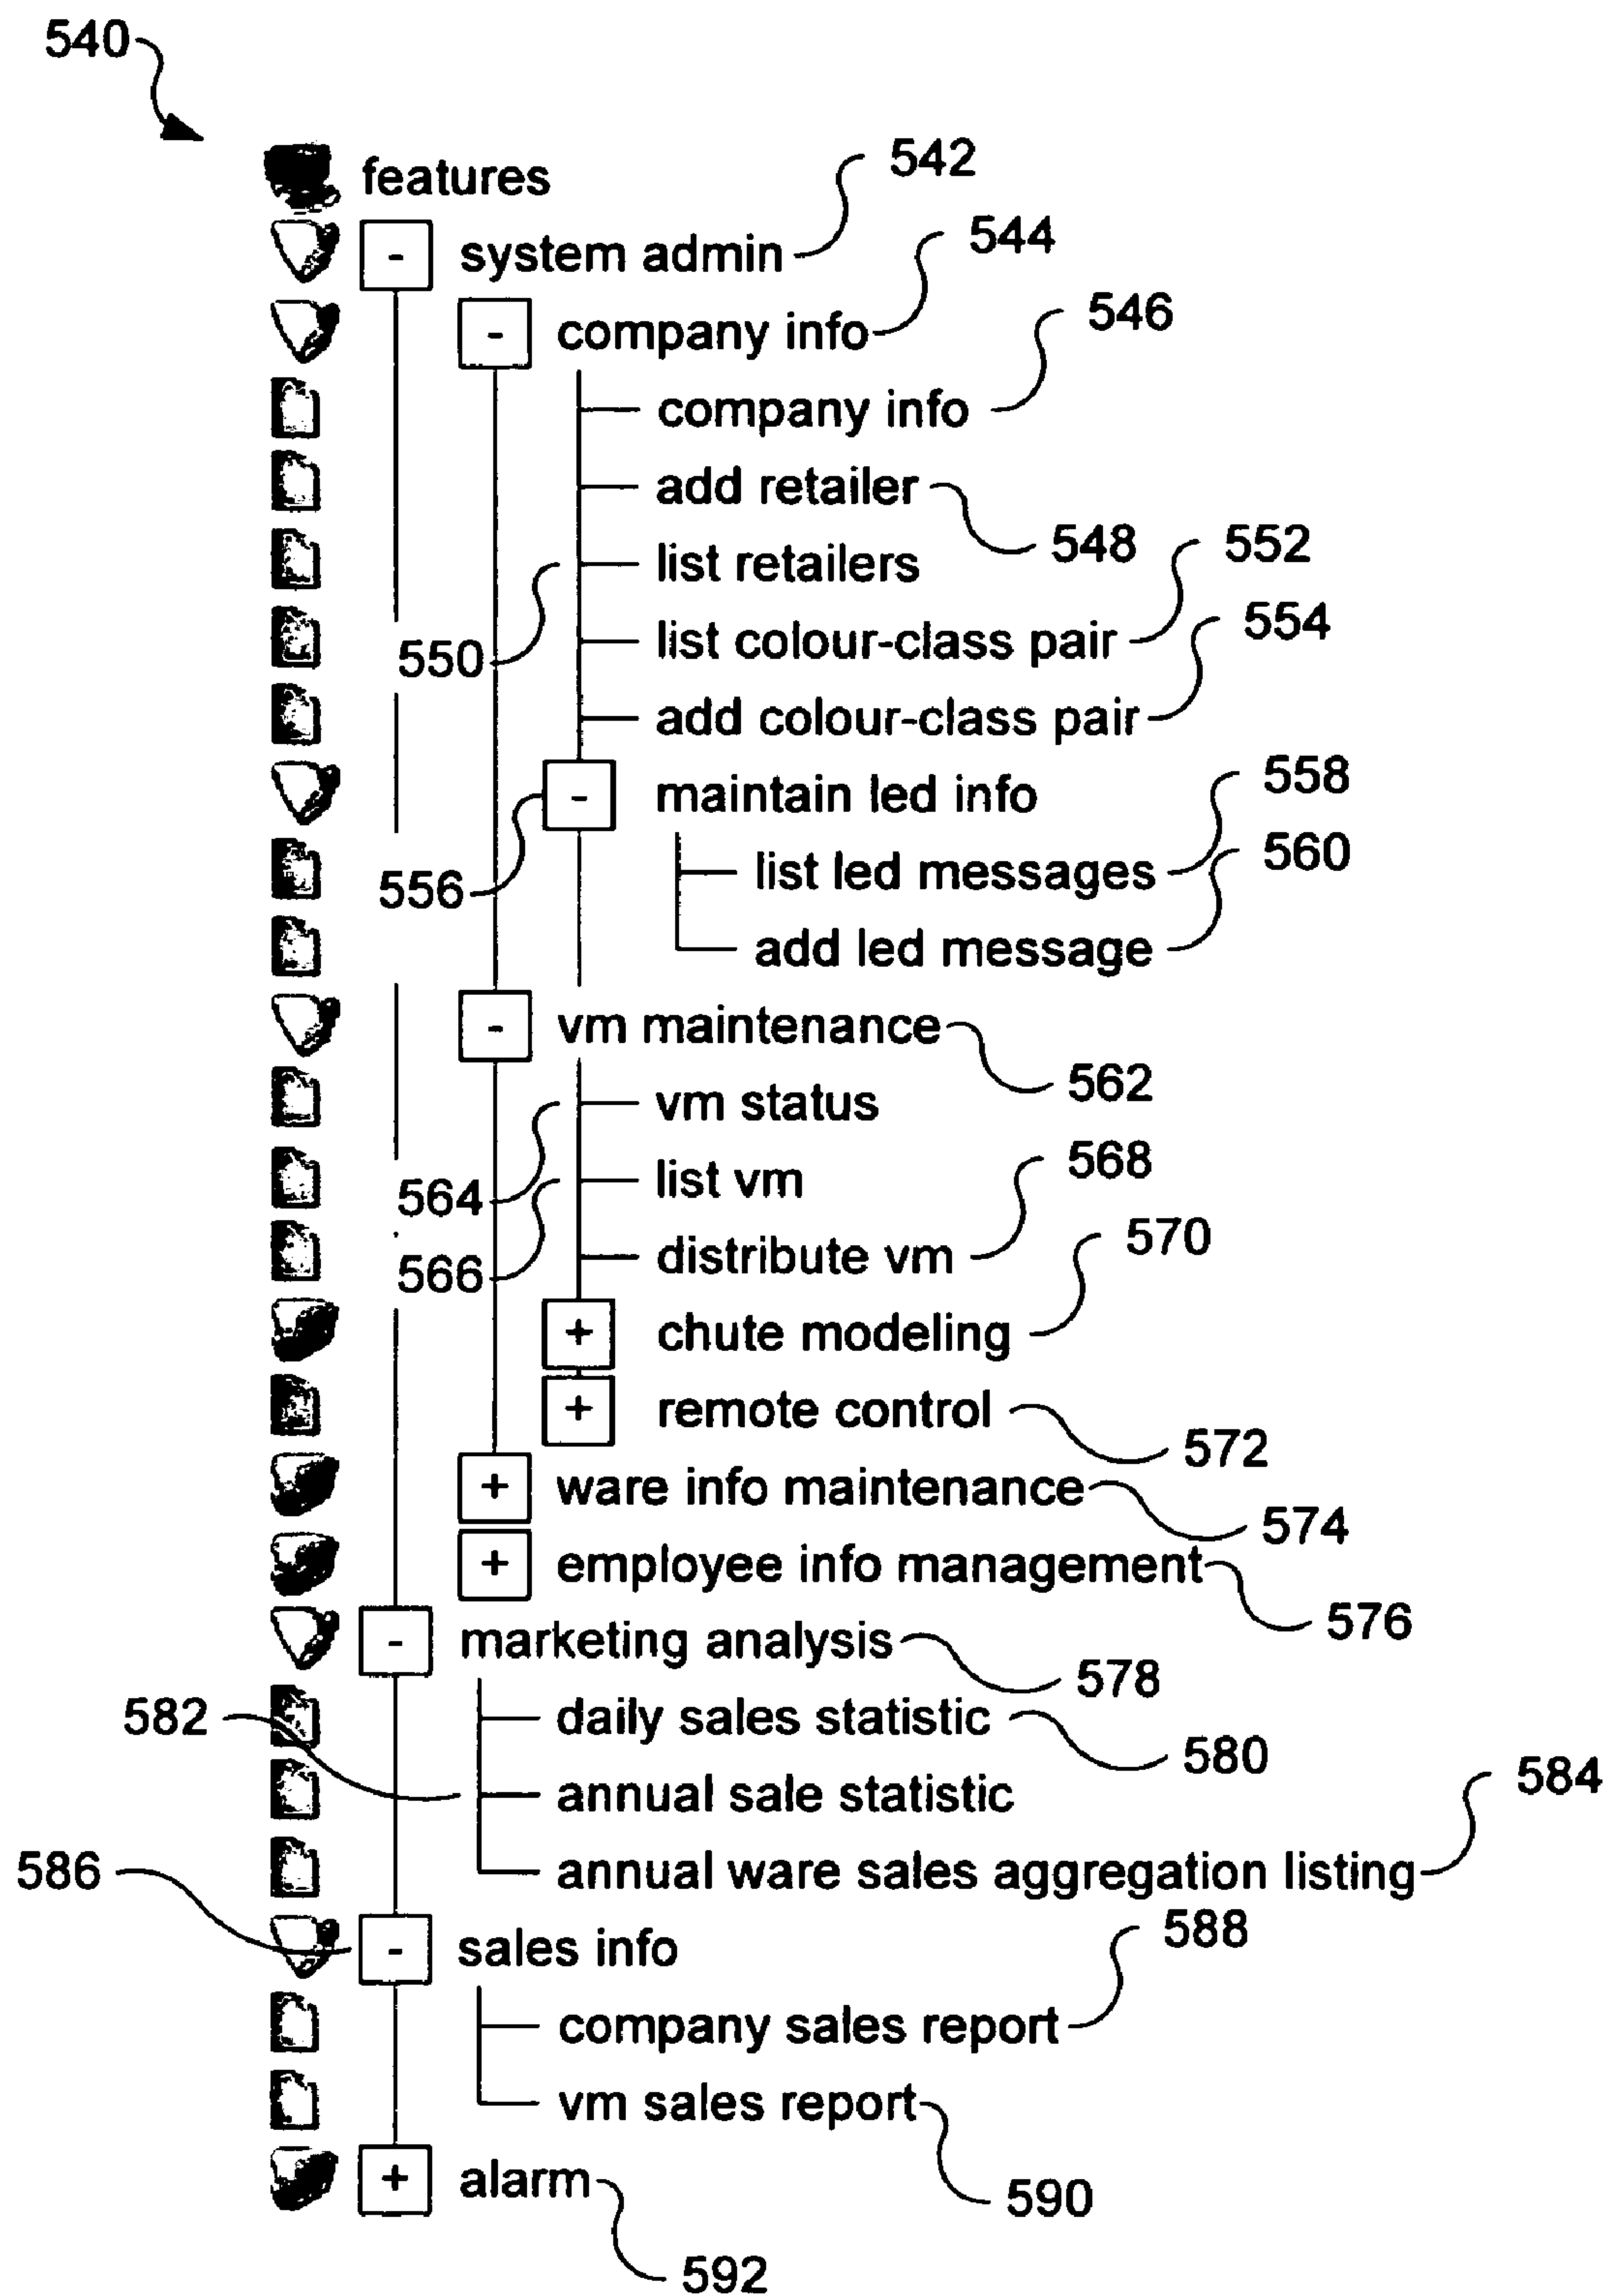 540
features
542
- system admin
544
- company info
546
company info
add retailer
548
552
list retailers
550
list colour-class pair
554
add colour-class pair
558
- maintain led info
556
list led messages
560
add led message
- vm maintenance
562
vm status
564
568
list vm
566
distribute vm
570
+ chute modeling
+ remote control
572
+ ware info maintenance
574
+ employee info management
576
- marketing analysis
578
582
daily sales statistic
580
annual sale statistic
584
586
annual ware sales aggregation listing
588
- sales info
company sales report
vm sales report
590
+ alarm
592